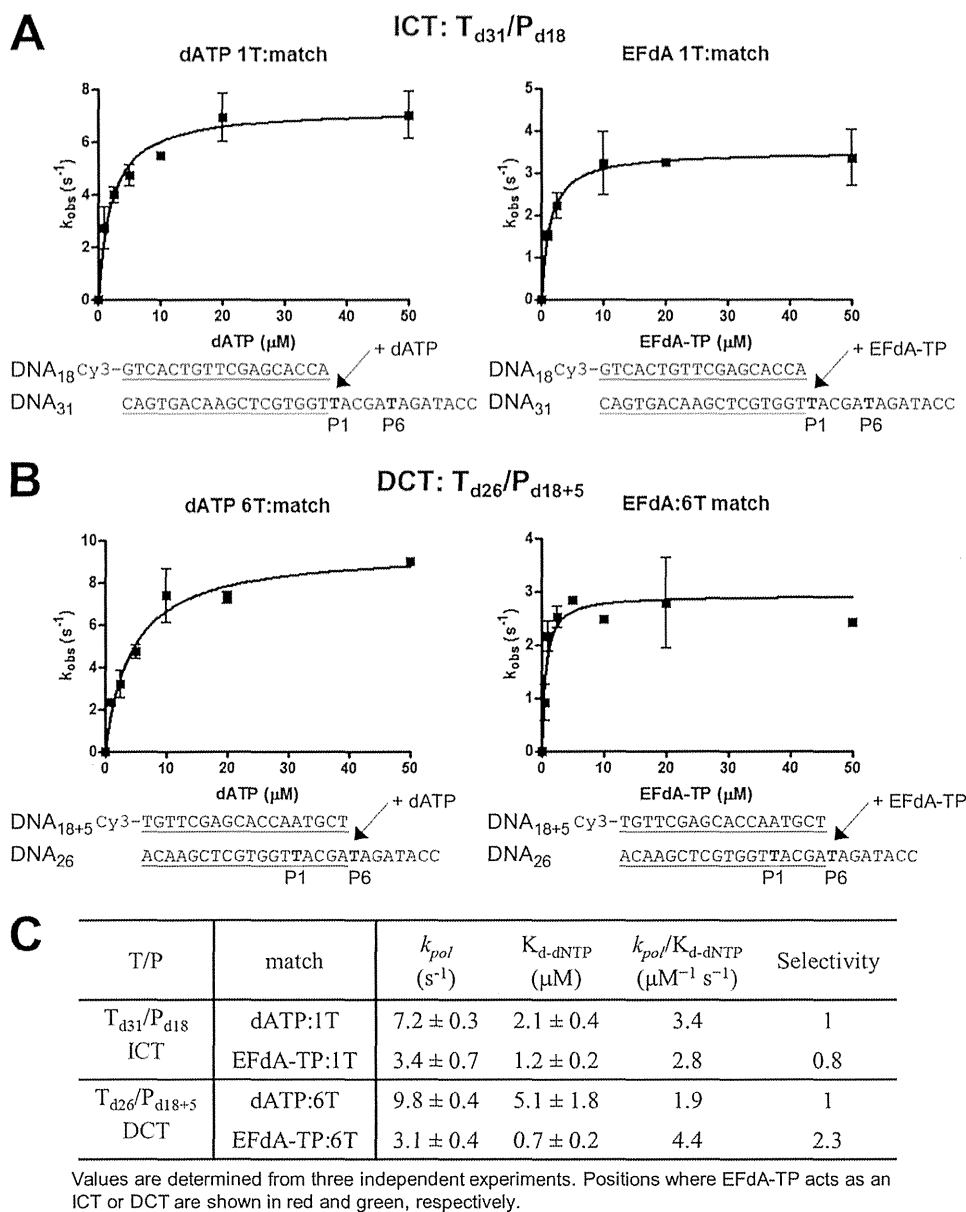 A
ICT: Td31/Pd18
dATP 1T:match
EFdA 1T:match
8
6
4
2
0
kobs (s-1)
0 10 20 30 40 50
dATP (μM)
4
3
2
1
0
kobs (s-1)
0 10 20 30 40 50
EFdA-TP (μM)
+ dATP
DNA18 Cy3-GTCACTGTTCGAGCACCA
DNA31 CAGTGACAAGCTCGTGGTTACGATAGATACC
P1 P6
+ EFdA-TP
DNA18 Cy3-GTCACTGTTCGAGCACCA
DNA31 CAGTGACAAGCTCGTGGTTACGATAGATACC
P1 P6
B
DCT: Td26/Pd18+5
dATP 6T:match
EFdA:6T match
10
8
6
4
2
0
kobs (s-1)
0 10 20 30 40 50
dATP (μM)
4
3
2
1
0
kobs (s-1)
0 10 20 30 40 50
EFdA-TP (μM)
+ dATP
DNA18+5 Cy3-TGTTCGAGCACCAATGCT
DNA26 ACAAGCTCGTGGTTACGATAGATACC
P1 P6
+ EFdA-TP
DNA18+5 Cy3-TGTTCGAGCACCAATGCT
DNA26 ACAAGCTCGTGGTTACGATAGATACC
P1 P6
C
T/P match kpol (s-1) Kd-dNTP (μM) kpol/Kd-dNTP (μM−1 s−1) Selectivity
Td31/Pd18 ICT dATP:1T 7.2 ± 0.3 2.1 ± 0.4 3.4 1
EFdA-TP:1T 3.4 ± 0.7 1.2 ± 0.2 2.8 0.8
Td26/Pd18+5 DCT dATP:6T 9.8 ± 0.4 5.1 ± 1.8 1.9 1
EFdA-TP:6T 3.1 ± 0.4 0.7 ± 0.2 4.4 2.3
Values are determined from three independent experiments. Positions where EFdA-TP acts as an
ICT or DCT are shown in red and green, respectively.